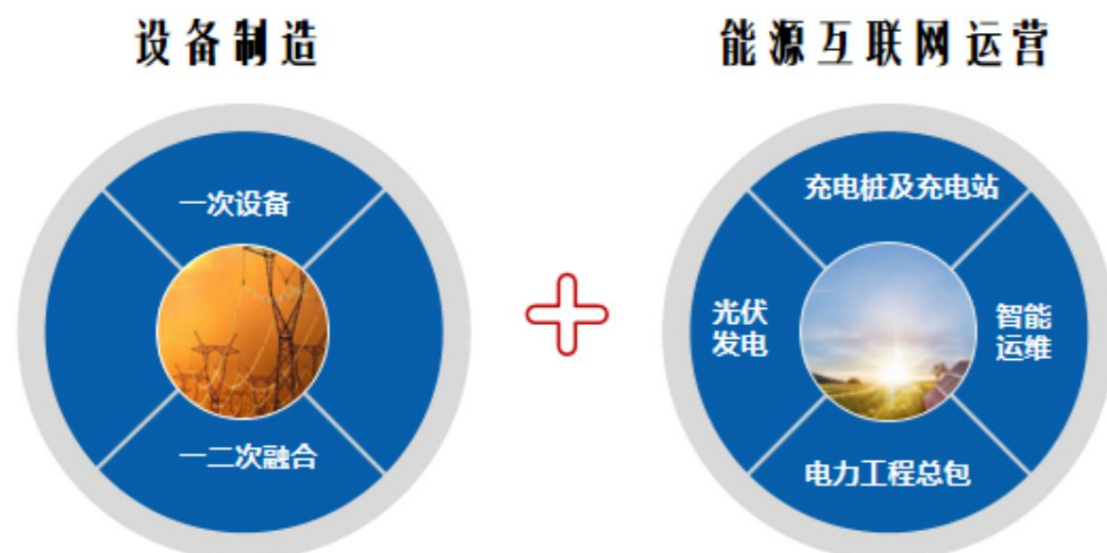 设备制造
能源互联网运营
一次设备
一二次融合
充电桩及充电站
光伏
发电
智能
运维
电力工程总包